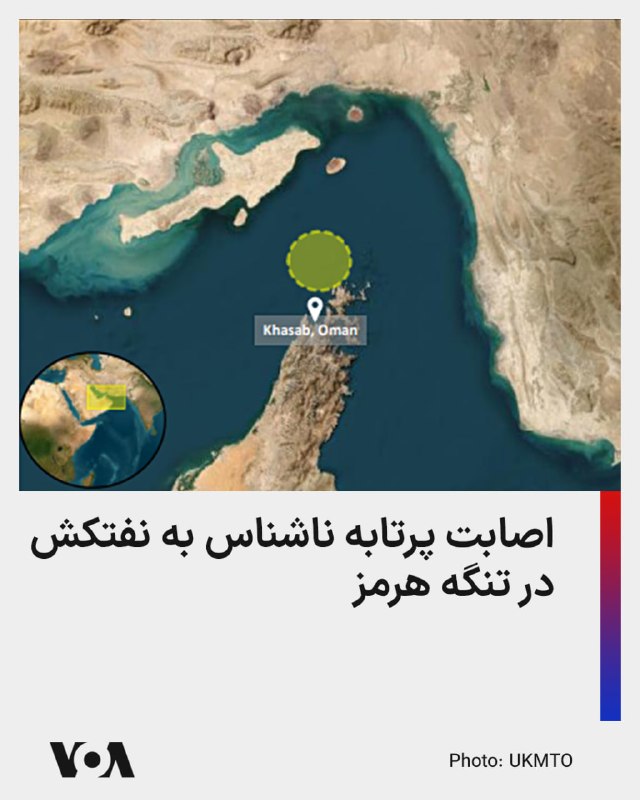 Khasab, Oman
اصابت پرتابه ناشناس به نفتکش
در تنگه هرمز
VOA
Photo: UKMTO